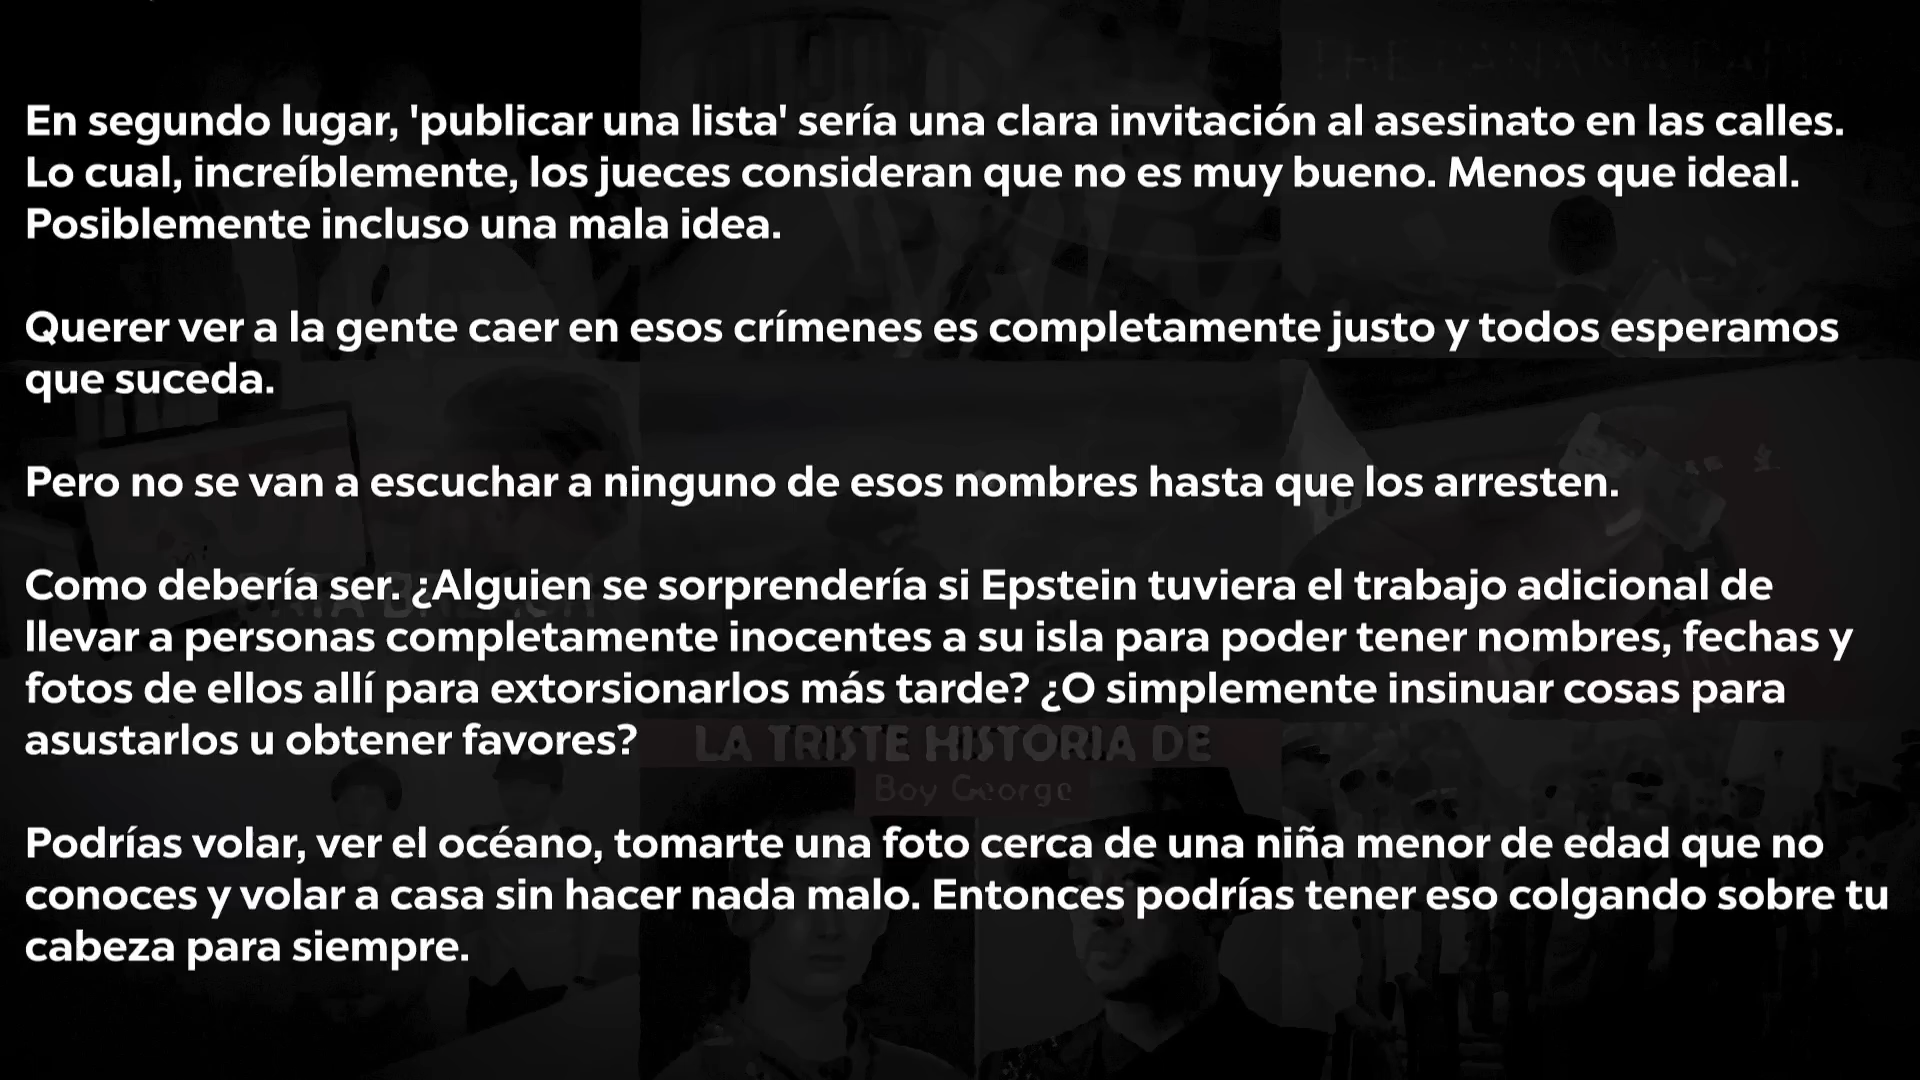 En segundo lugar, 'publicar una lista' sería una clara invitación al asesinato en las calles.
Lo cual, increíblemente, los jueces consideran que no es muy bueno. Menos que ideal.
Posiblemente incluso una mala idea.
Querer ver a la gente caer en esos crímenes es completamente justo y todos esperamos
que suceda.
Pero no se van a escuchar a ninguno de esos nombres hasta que los arresten.
Como debería ser. ¿Alguien se sorprendería si Epstein tuviera el trabajo adicional de
llevar a personas completamente inocentes a su isla para poder tener nombres, fechas y
fotos de ellos allí para extorsionarlos más tarde? ¿O simplemente insinuar cosas para
asustarlos u obtener favores?
LA TRISTE HISTORIA DE
Boy George
Podrías volar, ver el océano, tomarte una foto cerca de una niña menor de edad que no
conoces y volar a casa sin hacer nada malo. Entonces podrías tener eso colgando sobre tu
cabeza para siempre.